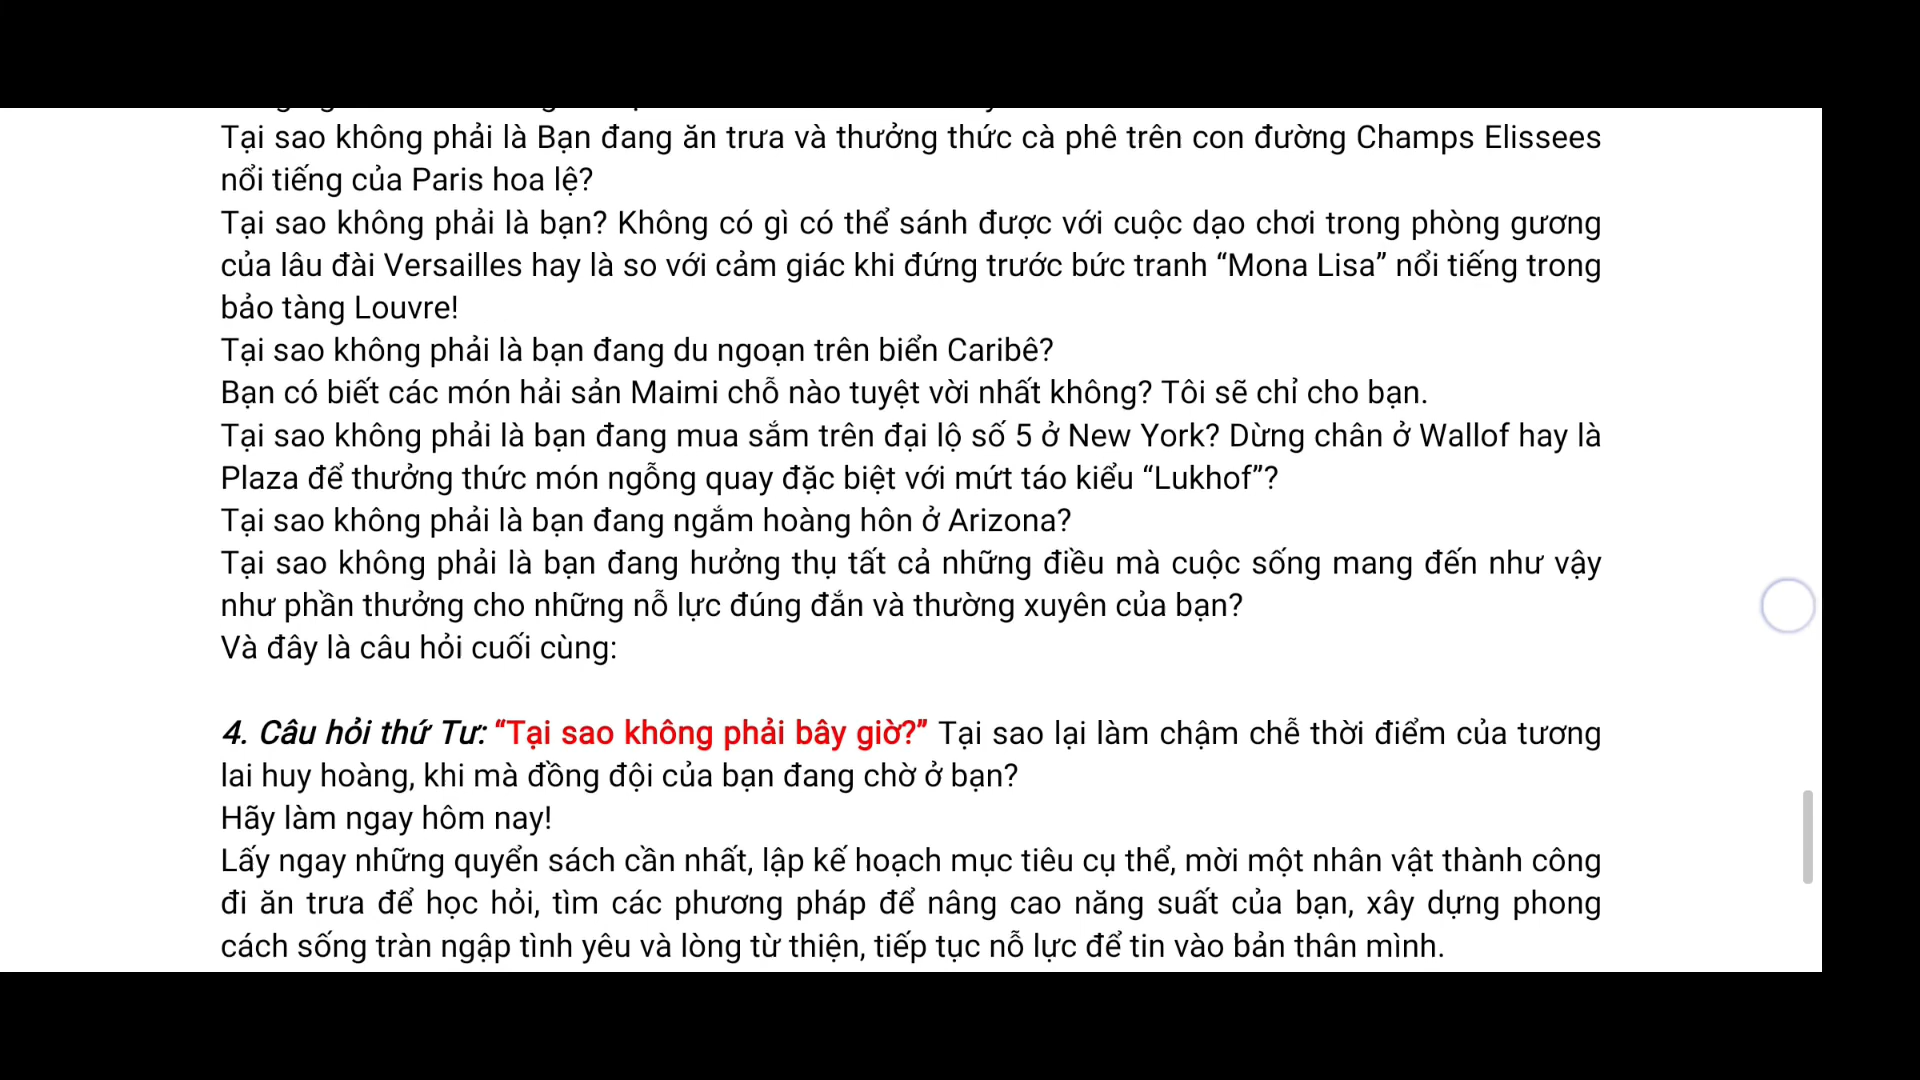 Tại sao không phải là Bạn đang ăn trưa và thưởng thức cà phê trên con đường Champs Elissees
nổi tiếng của Paris hoa lệ?
Tại sao không phải là bạn? Không có gì có thể sánh được với cuộc dạo chơi trong phòng gương
của lâu đài Versailles hay là so với cảm giác khi đứng trước bức tranh “Mona Lisa” nổi tiếng trong
bảo tàng Louvre!
Tại sao không phải là bạn đang du ngoạn trên biển Caribê?
Bạn có biết các món hải sản Maimi chỗ nào tuyệt vời nhất không? Tôi sẽ chỉ cho bạn.
Tại sao không phải là bạn đang mua sắm trên đại lộ số 5 ở New York? Dừng chân ở Wallof hay là
Plaza để thưởng thức món ngỗng quay đặc biệt với mứt táo kiểu “Lukhof”?
Tại sao không phải là bạn đang ngắm hoàng hôn ở Arizona?
Tại sao không phải là bạn đang hưởng thụ tất cả những điều mà cuộc sống mang đến như vậy
như phần thưởng cho những nỗ lực đúng đắn và thường xuyên của bạn?
Và đây là câu hỏi cuối cùng:
4. Câu hỏi thứ Tư: “Tại sao không phải bây giờ?” Tại sao lại làm chậm chễ thời điểm của tương
lai huy hoàng, khi mà đồng đội của bạn đang chờ ở bạn?
Hãy làm ngay hôm nay!
Lấy ngay những quyển sách cần nhất, lập kế hoạch mục tiêu cụ thể, mời một nhân vật thành công
đi ăn trưa để học hỏi, tìm các phương pháp để nâng cao năng suất của bạn, xây dựng phong
cách sống tràn ngập tình yêu và lòng từ thiện, tiếp tục nỗ lực để tin vào bản thân mình.